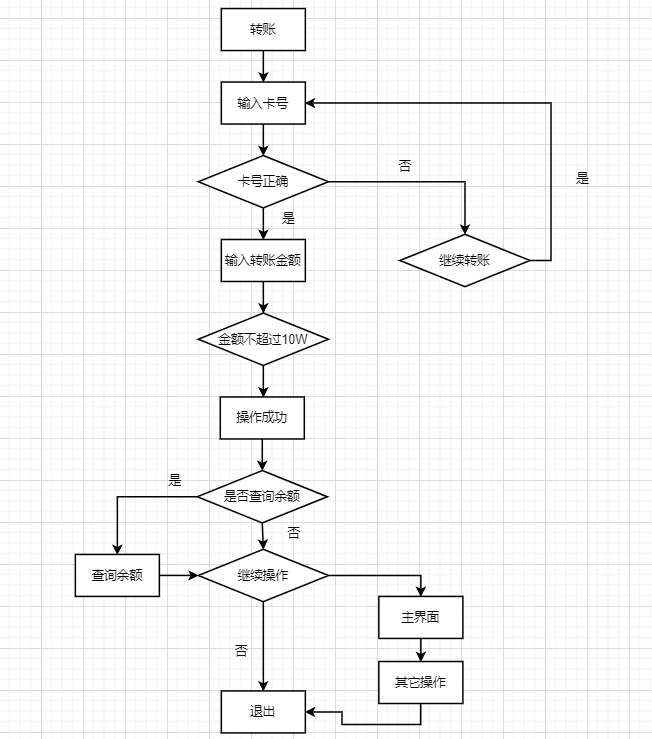 转账
输入卡号
卡号正确
否
是
是
输入转账金额
继续转账
金额不超过10W
操作成功
是
是否查询余额
否
查询余额
继续操作
主界面
否
其它操作
退出